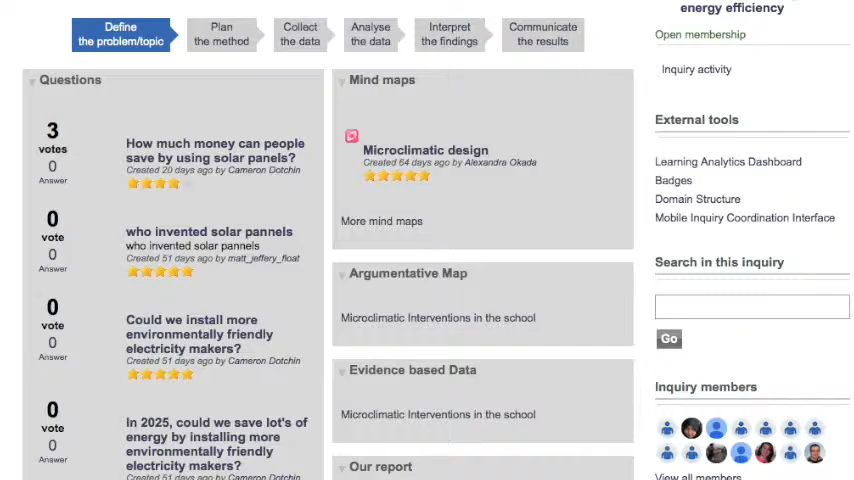 Define
the problem/topic
Plan
the method
Collect
the data
Analyse
the data
Interpret
the findings
Communicate
the results
Questions
3
votes
0
Answer
How much money can people
save by using solar panels?
Created 20 days ago by Cameron Dotchin
0
vote
0
Answer
who invented solar pannels
who invented solar pannels
Created 51 days ago by matt_jeffery_float
0
vote
0
Answer
Could we install more
environmentally friendly
electricity makers?
Created 51 days ago by Cameron Dotchin
0
vote
0
Answer
In 2025, could we save lot's of
energy by installing more
environmentally friendly
electricity makers?
Created 51 days ago by Cameron Dotchin
Mind maps
Microclimatic design
Created 64 days ago by Alexandra Okada
More mind maps
Argumentative Map
Microclimatic Interventions in the school
Evidence based Data
Microclimatic Interventions in the school
Our report
energy efficiency
Open membership
Inquiry activity
External tools
Learning Analytics Dashboard
Badges
Domain Structure
Mobile Inquiry Coordination Interface
Search in this inquiry
Go
Inquiry members
View all members